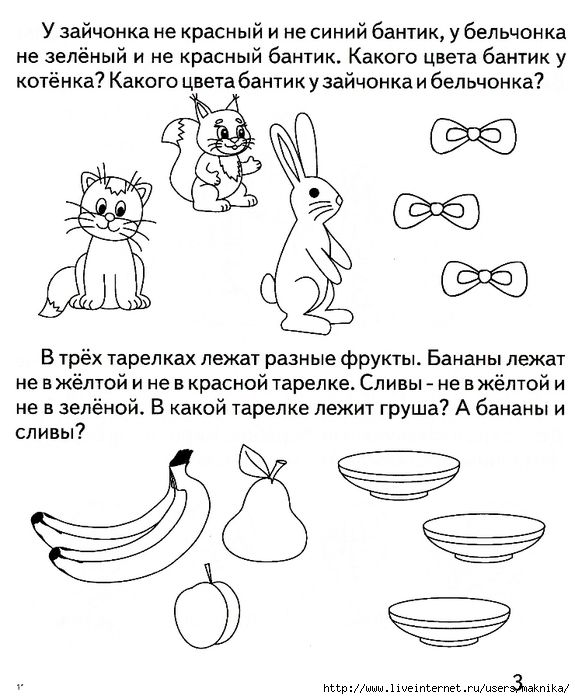 У зайчонка не красный и не синий бантик, у бельчонка
не зелёный и не красный бантик. Какого цвета бантик у
котёнка? Какого цвета бантик у зайчонка и бельчонка?
В трёх тарелках лежат разные фрукты. Бананы лежат
не в жёлтой и не в красной тарелке. Сливы - не в жёлтой и
не в зелёной. В какой тарелке лежит груша? А бананы и
сливы?
3
http://www.liveinternet.ru/users/maknika/